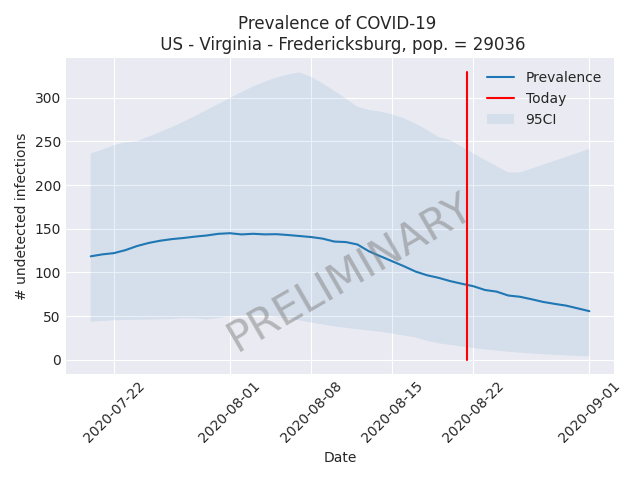 Prevalence of COVID-19
US - Virginia - Fredericksburg, pop. = 29036
Prevalence
Today
95CI
# undetected infections
300
250
200
150
100
50
0
PRELIMINARY
2020-07-22
2020-08-01
2020-08-08
2020-08-15
2020-08-22
2020-09-01
Date